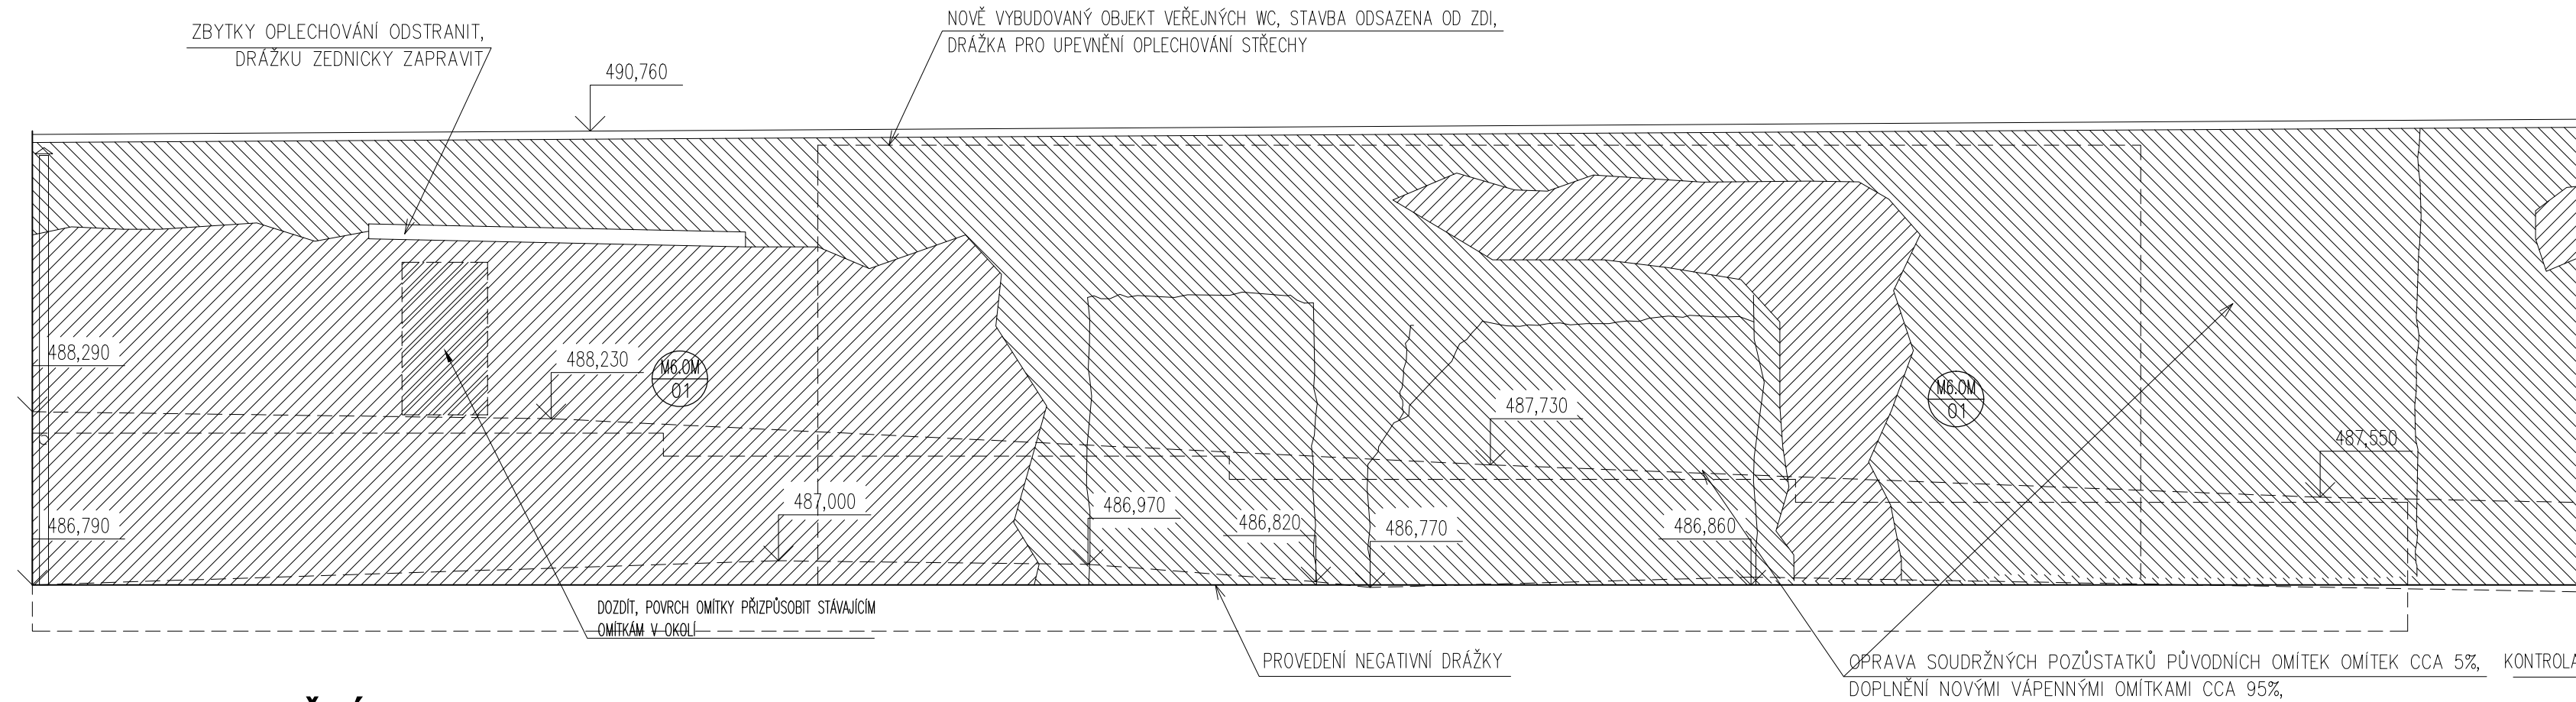 ZBYTKY OPLECHOVÁNÍ ODSTRANIT,
DRÁŽKU ZEDNICKY ZAPRAVIT
NOVĚ VYBUDOVANÝ OBJEKT VEŘEJNÝCH WC, STAVBA ODSAZENA OD ZDI,
DRÁŽKA PRO UPEVNĚNÍ OPLECHOVÁNÍ STŘECHY
490,760
488,290
488,230
M6.0M
01
487,730
M6.0M
01
487,550
486,790
487,000
486,970
486,820
486,770
486,860
DOZDÍT, POVRCH OMÍTKY PŘIZPŮSOBIT STÁVAJÍCÍM
OMÍTKÁM V OKOLÍ
PROVEDENÍ NEGATIVNÍ DRÁŽKY
OPRAVA SOUDRŽNÝCH POZŮSTATKŮ PŮVODNÍCH OMÍTEK OMÍTEK CCA 5%,
DOPLNĚNÍ NOVÝMI VÁPENNÝMI OMÍTKAMI CCA 95%,
KONTROLA